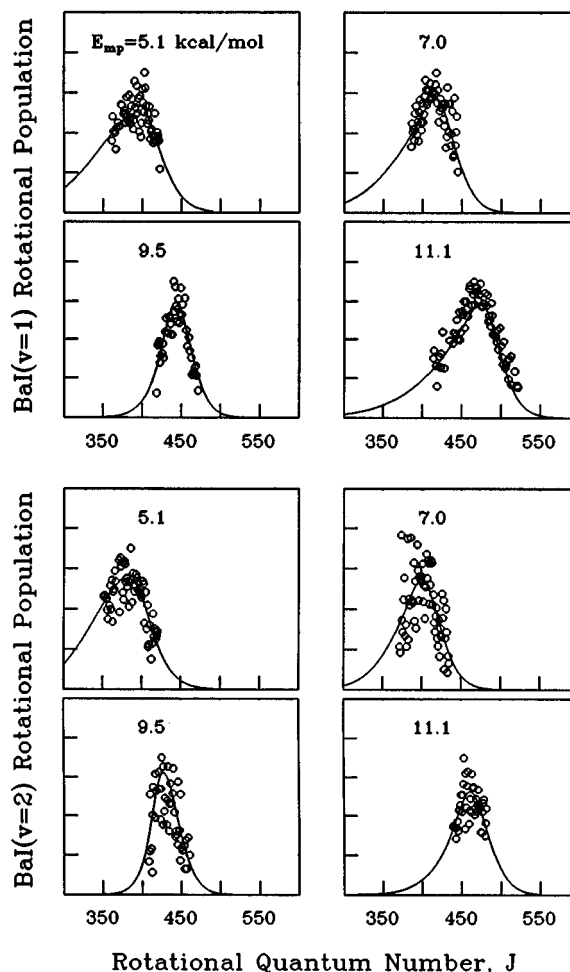 E_mp=5.1 kcal/mol
7.0
BaI(v=1) Rotational Population
9.5
11.1
350 450 550 350 450 550
5.1
7.0
BaI(v=2) Rotational Population
9.5
11.1
350 450 550 350 450 550
Rotational Quantum Number, J